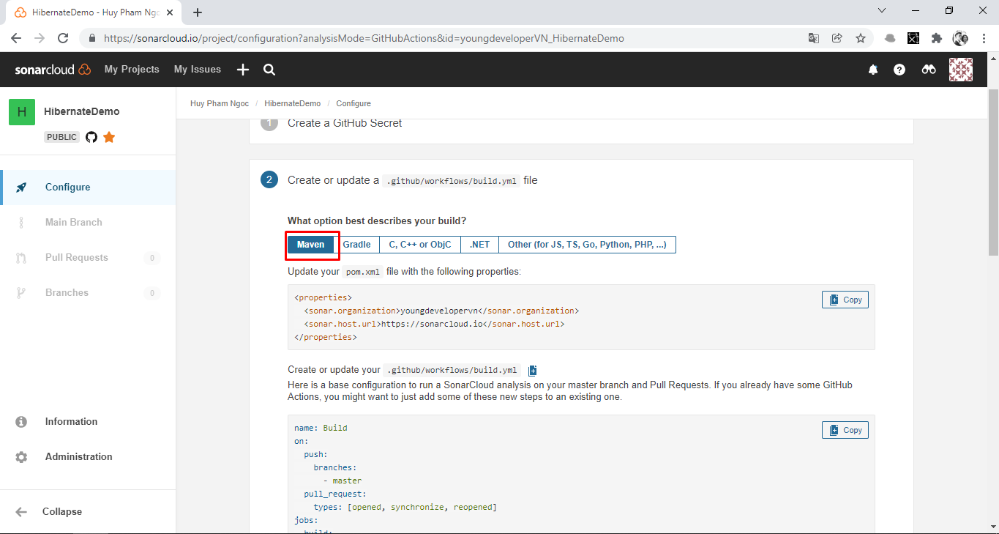 HibernateDemo - Huy Pham Ngo
https://sonarcloud.io/project/configuration?analysisMode=GitHubActions&id=youngdeveloperVN_HibernateDemo
sonarcloud My Projects My Issues
H HibernateDemo
PUBLIC
Configure
Main Branch
Pull Requests 0
Branches 0
Information
Administration
Collapse
Huy Pham Ngoc / HibernateDemo / Configure
1 Create a GitHub Secret
2 Create or update a .github/workflows/build.yml file
What option best describes your build?
Maven Gradle C, C++ or ObjC .NET Other (for JS, TS, Go, Python, PHP, ...)
Update your pom.xml file with the following properties:
Copy
<properties>
<sonar.organization>youngdevelopervn</sonar.organization>
<sonar.host.url>https://sonarcloud.io</sonar.host.url>
</properties>
Create or update your .github/workflows/build.yml
Here is a base configuration to run a SonarCloud analysis on your master branch and Pull Requests. If you already have some GitHub
Actions, you might want to just add some of these new steps to an existing one.
Copy
name: Build
on:
push:
branches:
- master
pull_request:
types: [opened, synchronize, reopened]
jobs:
build: